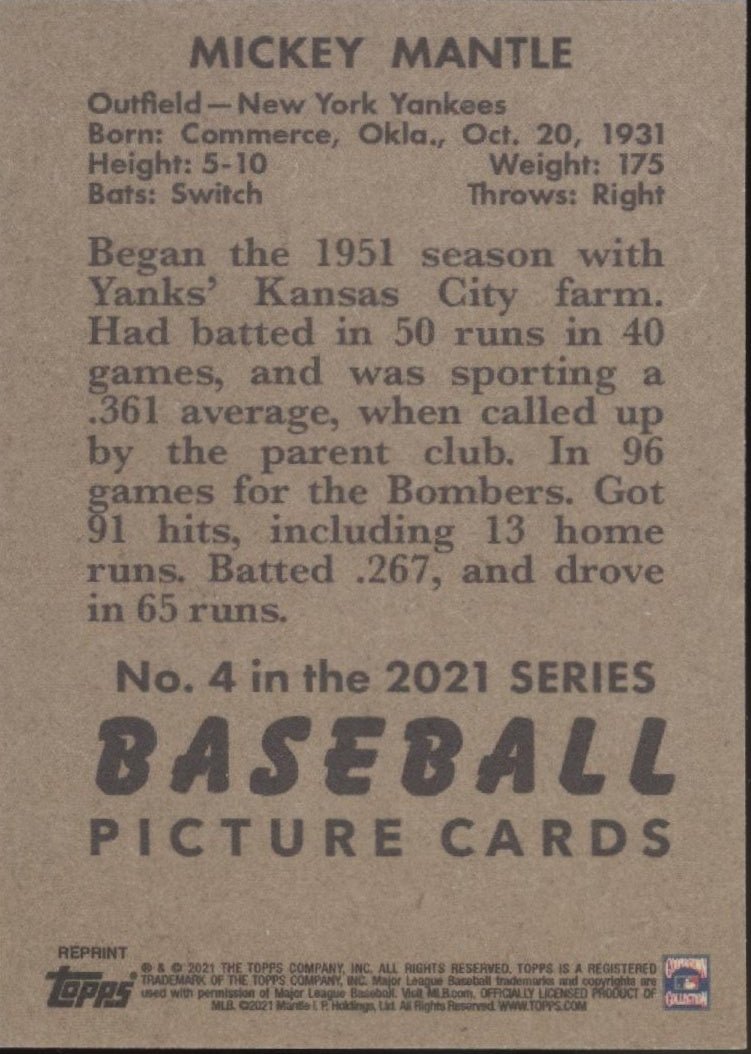 MICKEY MANTLE
Outfield—New York Yankees
Born: Commerce, Okla., Oct. 20, 1931
Height: 5-10 Weight: 175
Bats: Switch Throws: Right
Began the 1951 season with
Yanks' Kansas City farm.
Had batted in 50 runs in 40
games, and was sporting a
.361 average, when called up
by the parent club. In 96
games for the Bombers. Got
91 hits, including 13 home
runs. Batted .267, and drove
in 65 runs.
No. 4 in the 2021 SERIES
BASEBALL
PICTURE CARDS
REPRINT
Topps
® & © 2021 THE TOPPS COMPANY, INC. ALL RIGHTS RESERVED. TOPPS IS A REGISTERED
TRADEMARK OF THE TOPPS COMPANY, INC. Major League Baseball trademarks and copyrights are
used with permission of Major League Baseball. Visit MLB.com. OFFICIALLY LICENSED PRODUCT OF
MLB. ©2021 Mantle I. P. Holdings, Ltd. All Rights Reserved. WWW.TOPPS.COM
COOPERSTOWN
COLLECTION